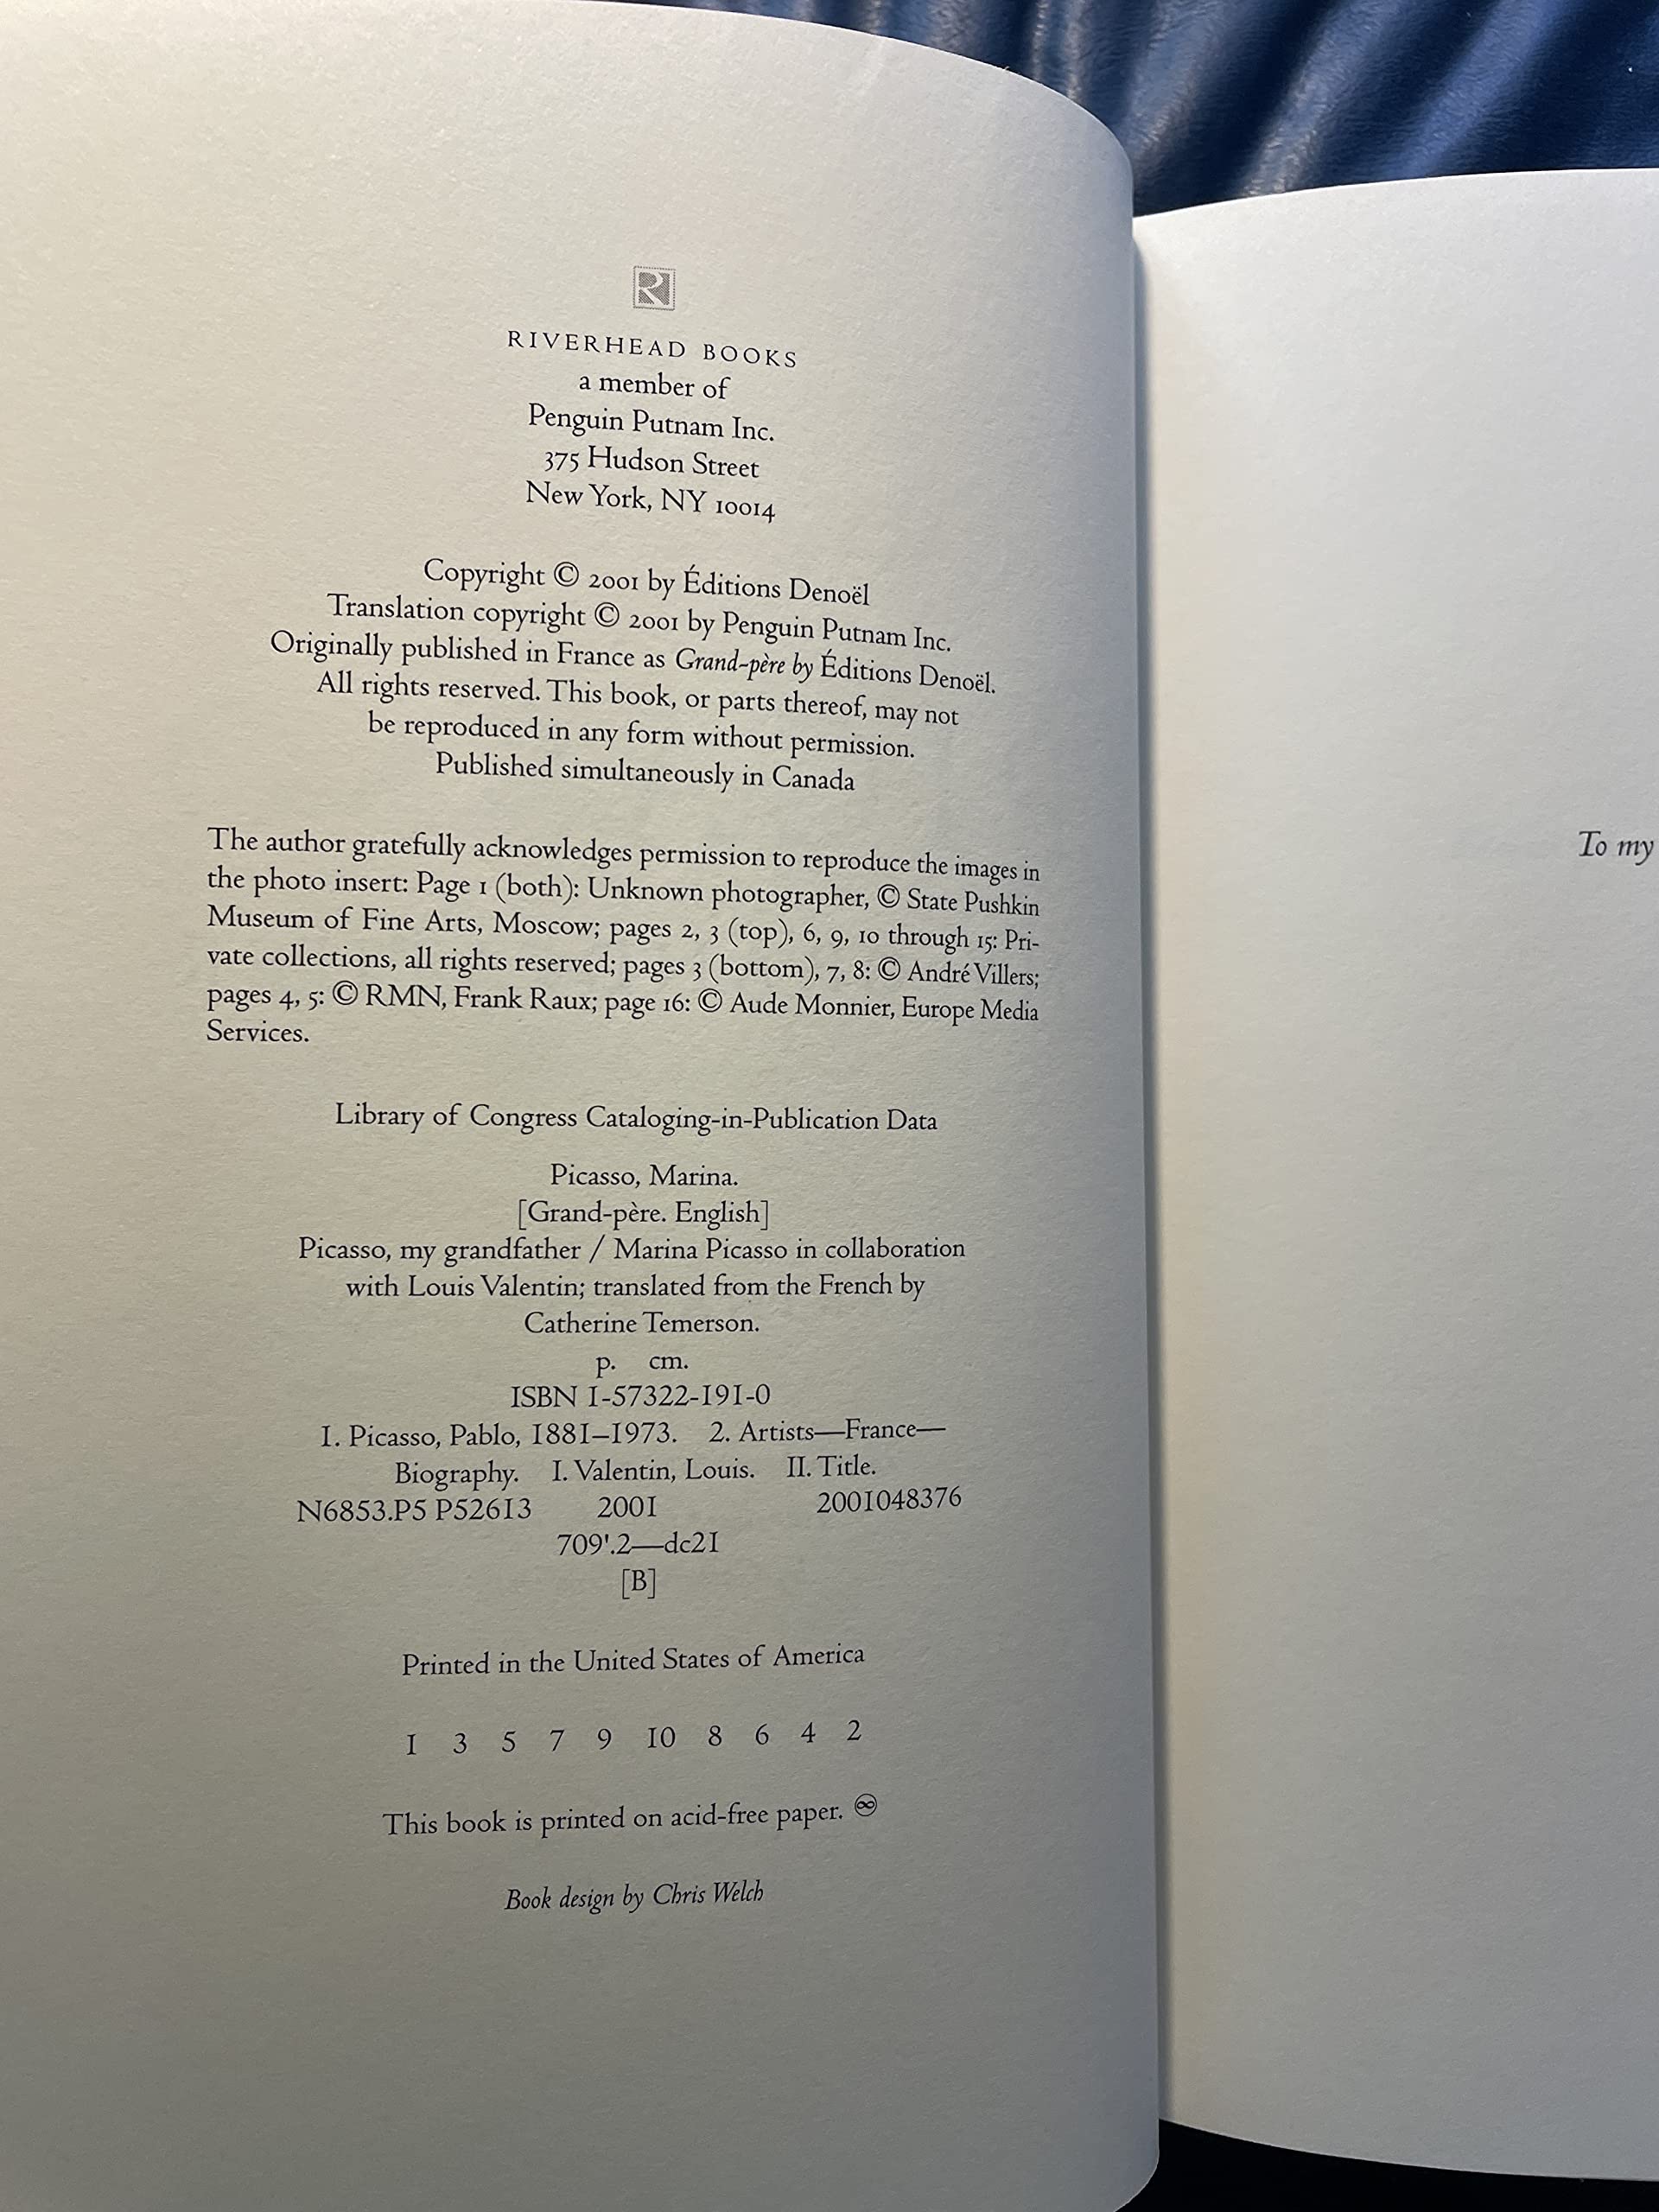 R
RIVERHEAD BOOKS
a member of
Penguin Putnam Inc.
375 Hudson Street
New York, NY 10014
Copyright © 2001 by Éditions Denoël
Translation copyright © 2001 by Penguin Putnam Inc.
Originally published in France as Grand-père by Éditions Denoël.
All rights reserved. This book, or parts thereof, may not
be reproduced in any form without permission.
Published simultaneously in Canada
The author gratefully acknowledges permission to reproduce the images in
the photo insert: Page 1 (both): Unknown photographer, © State Pushkin
Museum of Fine Arts, Moscow; pages 2, 3 (top), 6, 9, 10 through 15: Pri-
vate collections, all rights reserved; pages 3 (bottom), 7, 8: © André Villers;
pages 4, 5: © RMN, Frank Raux; page 16: © Aude Monnier, Europe Media
Services.
Library of Congress Cataloging-in-Publication Data
Picasso, Marina.
[Grand-père. English]
Picasso, my grandfather / Marina Picasso in collaboration
with Louis Valentin; translated from the French by
Catherine Temerson.
p. cm.
ISBN 1-57322-191-0
1. Picasso, Pablo, 1881–1973. 2. Artists—France—
Biography. I. Valentin, Louis. II. Title.
N6853.P5 P52613 2001 2001048376
709'.2—dc21
[B]
Printed in the United States of America
1 3 5 7 9 10 8 6 4 2
This book is printed on acid-free paper. ♾
Book design by Chris Welch
To my